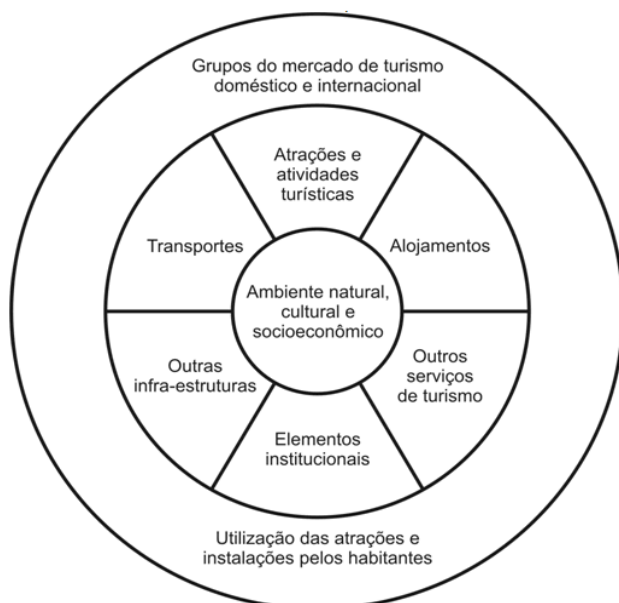 Grupos do mercado de turismo
doméstico e internacional
Atrações e
atividades
turísticas
Transportes
Alojamentos
Ambiente natural,
cultural e
socioeconômico
Outras
infra-estruturas
Outros
serviços
de turismo
Elementos
institucionais
Utilização das atrações e
instalações pelos habitantes